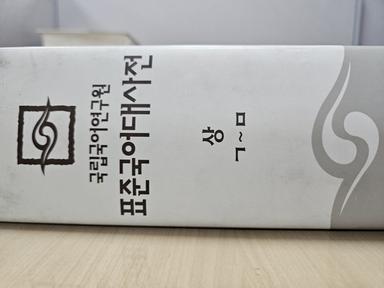 국립국어연구원
표준국어대사전
상
ㄱ~ㅁ